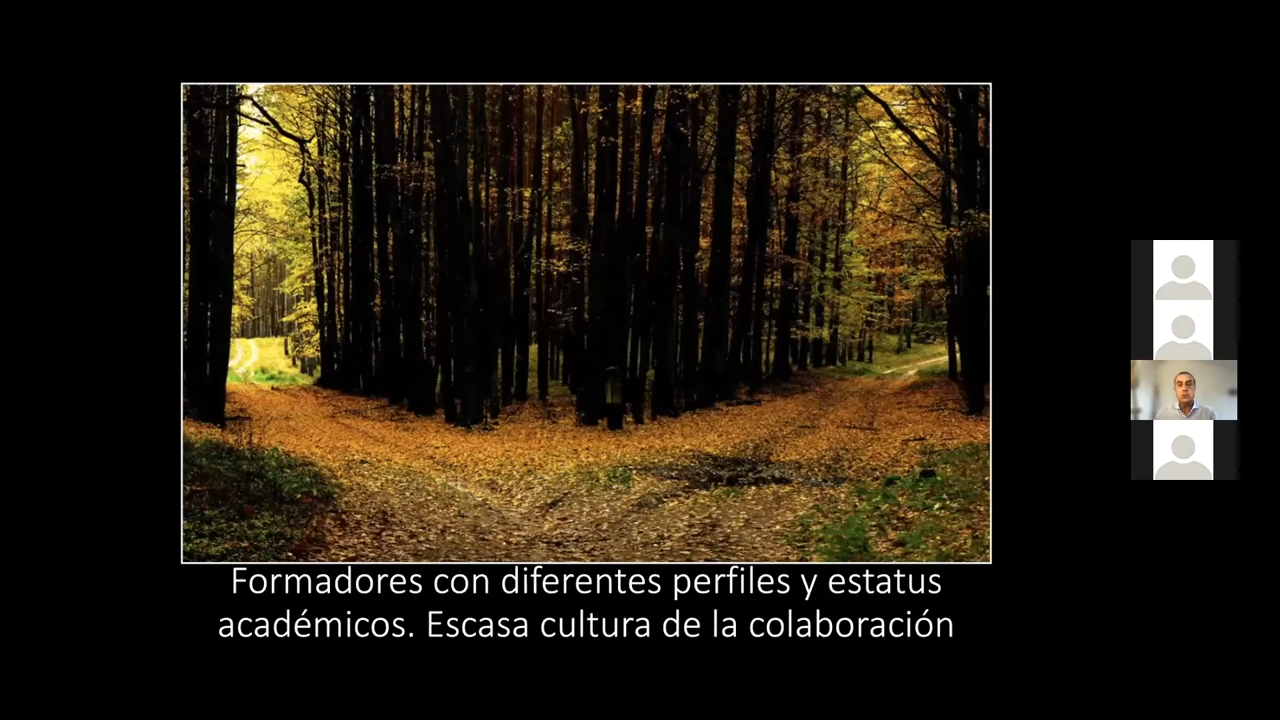 Formadores con diferentes perfiles y estatus
académicos. Escasa cultura de la colaboración